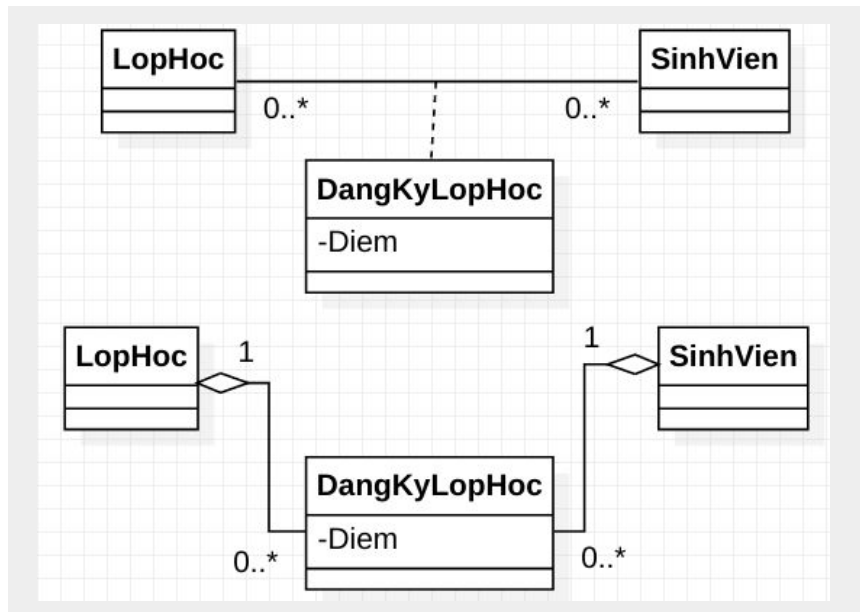 LopHoc
SinhVien
0..*
0..*
DangKyLopHoc
-Diem
LopHoc
1
1
SinhVien
DangKyLopHoc
-Diem
0..*
0..*